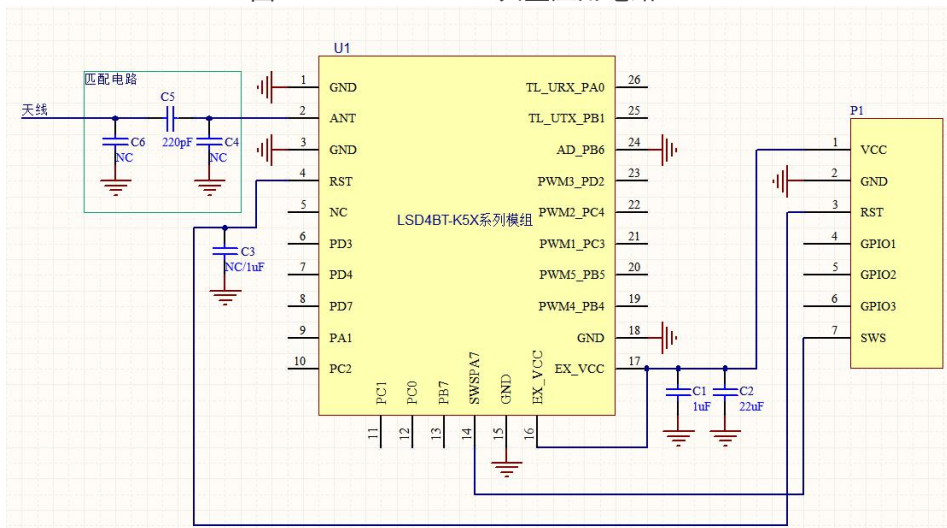 U1
匹配电路
天线
C5
220pF
C6
NC
C4
NC
C3
NC/1uF
LSD4BT-K5X系列模组
1 GND
2 ANT
3 GND
4 RST
5 NC
6 PD3
7 PD4
8 PD7
9 PA1
10 PC2
11 PC1
12 PC0
13 PB7
14 SWSPA7
15 GND
16 EX_VCC
TL_URX_PA0 26
TL_UTX_PB1 25
AD_PB6 24
PWM3_PD2 23
PWM2_PC4 22
PWM1_PC3 21
PWM5_PB5 20
PWM4_PB4 19
GND 18
EX_VCC 17
C1
1uF
C2
22uF
P1
1 VCC
2 GND
3 RST
4 GPIO1
5 GPIO2
6 GPIO3
7 SWS